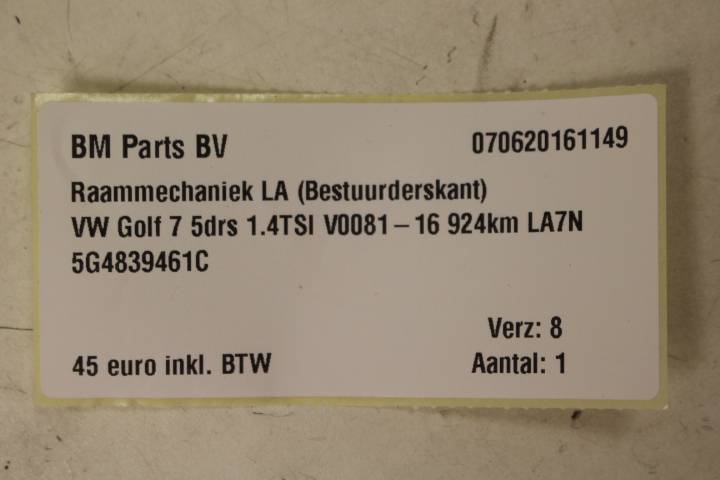 BM Parts BV 070620161149
Raammechaniek LA (Bestuurderskant)
VW Golf 7 5drs 1.4TSI V0081-16 924km LA7N
5G4839461C
Verz: 8
45 euro inkl. BTW Aantal: 1